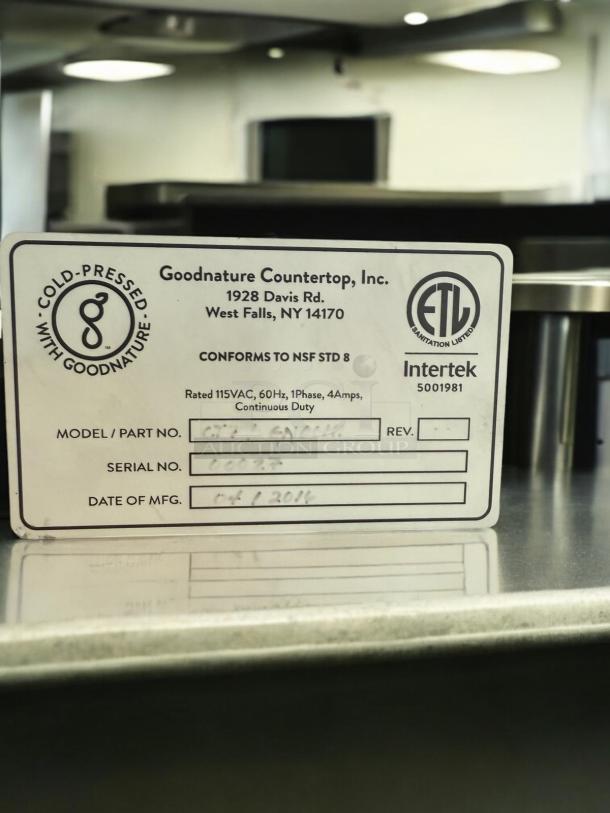 COLD-PRESSED
WITH GOODNATURE
Goodnature Countertop, Inc.
1928 Davis Rd.
West Falls, NY 14170
CONFORMS TO NSF STD 8
ETL
SANITATION LISTED
Intertek
5001981
Rated 115VAC, 60Hz, 1Phase, 4Amps,
Continuous Duty
MODEL / PART NO.
REV. --
AUCTION GROUP
SERIAL NO.
DATE OF MFG.